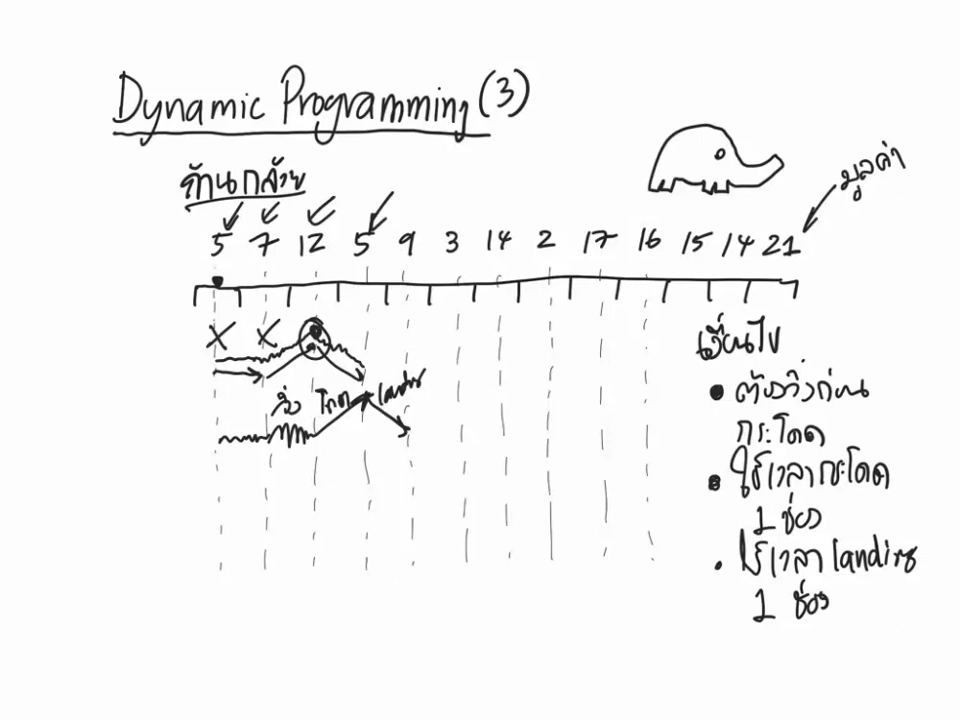 Dynamic Programming (3)
มูลค่า
ก้านกล้วย
5 7 12 5 9 3 14 2 17 16 15 14 21
เงื่อนไข
ต้องวิ่งก่อน
กระโดด
ใช้เวลากระโดด
1 ช่อง
ใช้เวลา landing
1 ช่อง
วิ่ง โดด landing